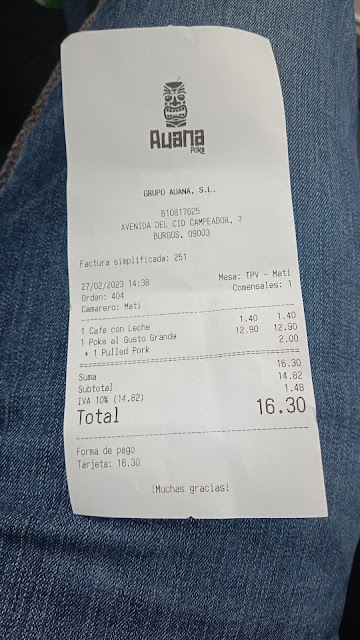 Auana
Poke
GRUPO AUANA, S.L.
B10817625
AVENIDA DEL CID CAMPEADOR, 7
BURGOS, 09003
Factura simplificada: 251
27/02/2023 14:38 Mesa: TPV - Mati
Orden: 404 Comensales: 1
Camarero: Mati
1 Cafe con Leche 1.40 1.40
1 Poke al Gusto Grande 12.90 12.90
* 1 Pulled Pork 2.00
Suma 16.30
Subtotal 14.82
IVA 10% (14.82) 1.48
Total 16.30
Forma de pago
Tarjeta: 16.30
¡Muchas gracias!